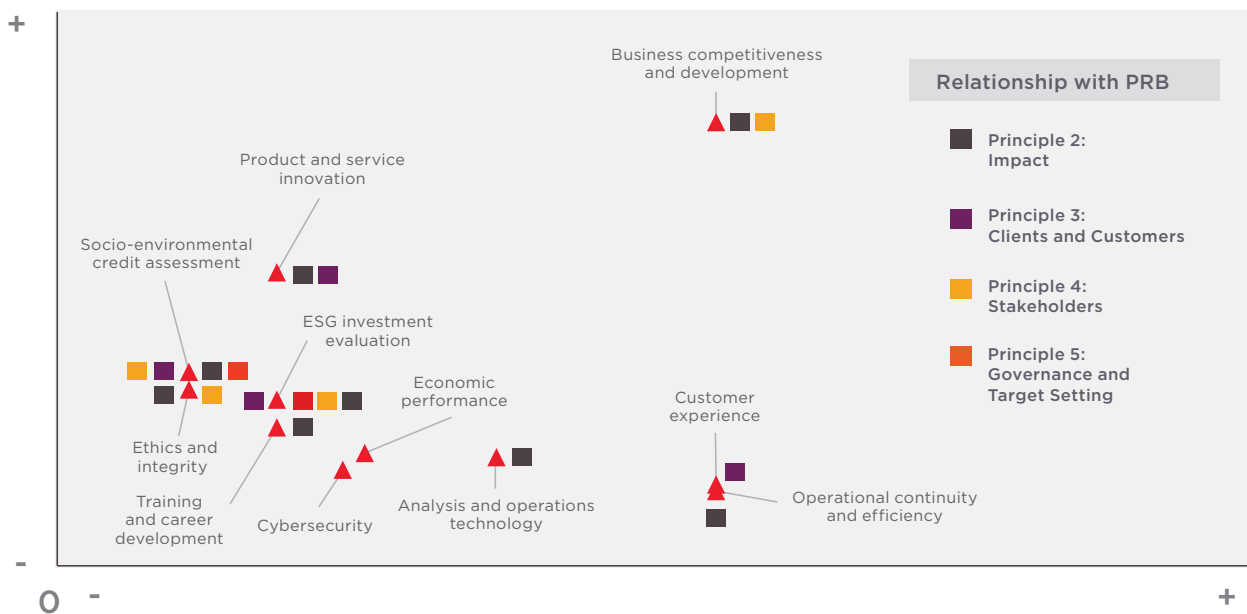 +
Business competitiveness
and development
Relationship with PRB
Principle 2:
Impact
Product and service
innovation
Principle 3:
Clients and Customers
Socio-environmental
credit assessment
Principle 4:
Stakeholders
ESG investment
evaluation
Principle 5:
Governance and
Target Setting
Economic
performance
Customer
experience
Ethics and
integrity
Training
and career
development
Cybersecurity
Analysis and operations
technology
Operational continuity
and efficiency
-
O
-
+